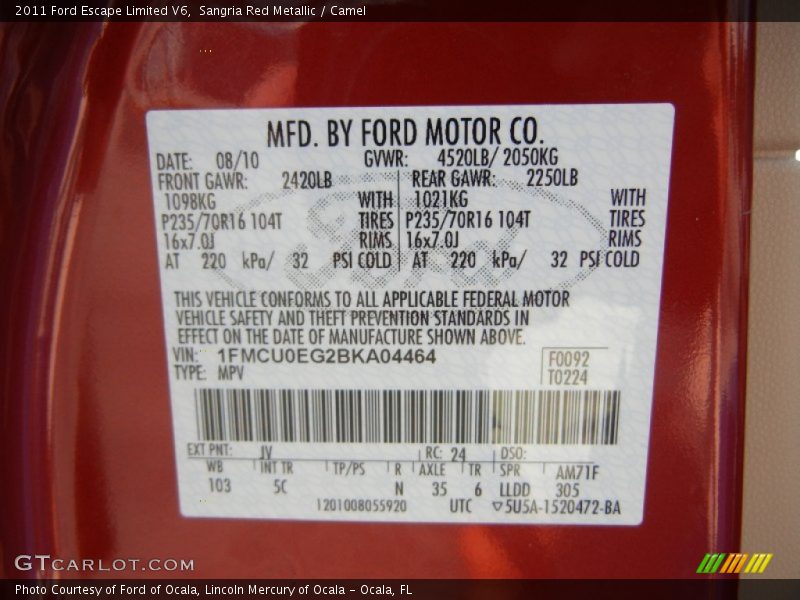 2011 Ford Escape Limited V6, Sangria Red Metallic / Camel
MFD. BY FORD MOTOR CO.
DATE: 08/10 GVWR: 4520LB/ 2050KG
FRONT GAWR: 2420LB REAR GAWR: 2250LB
1098KG WITH 1021KG WITH
P235/70R16 104T TIRES P235/70R16 104T TIRES
16x7.0J RIMS 16x7.0J RIMS
AT 220 kPa/ 32 PSI COLD AT 220 kPa/ 32 PSI COLD
Ford
THIS VEHICLE CONFORMS TO ALL APPLICABLE FEDERAL MOTOR
VEHICLE SAFETY AND THEFT PREVENTION STANDARDS IN
EFFECT ON THE DATE OF MANUFACTURE SHOWN ABOVE.
VIN: 1FMCU0EG2BKA04464 F0092
TYPE: MPV T0224
EXT PNT: JV RC: 24 DSO:
WB INT TR TP/PS R AXLE TR SPR AM71F
103 5C N 35 6 LLDD 305
1201008055920 UTC ▽5U5A-1520472-BA
GTCARLOT.COM
Photo Courtesy of Ford of Ocala, Lincoln Mercury of Ocala – Ocala, FL